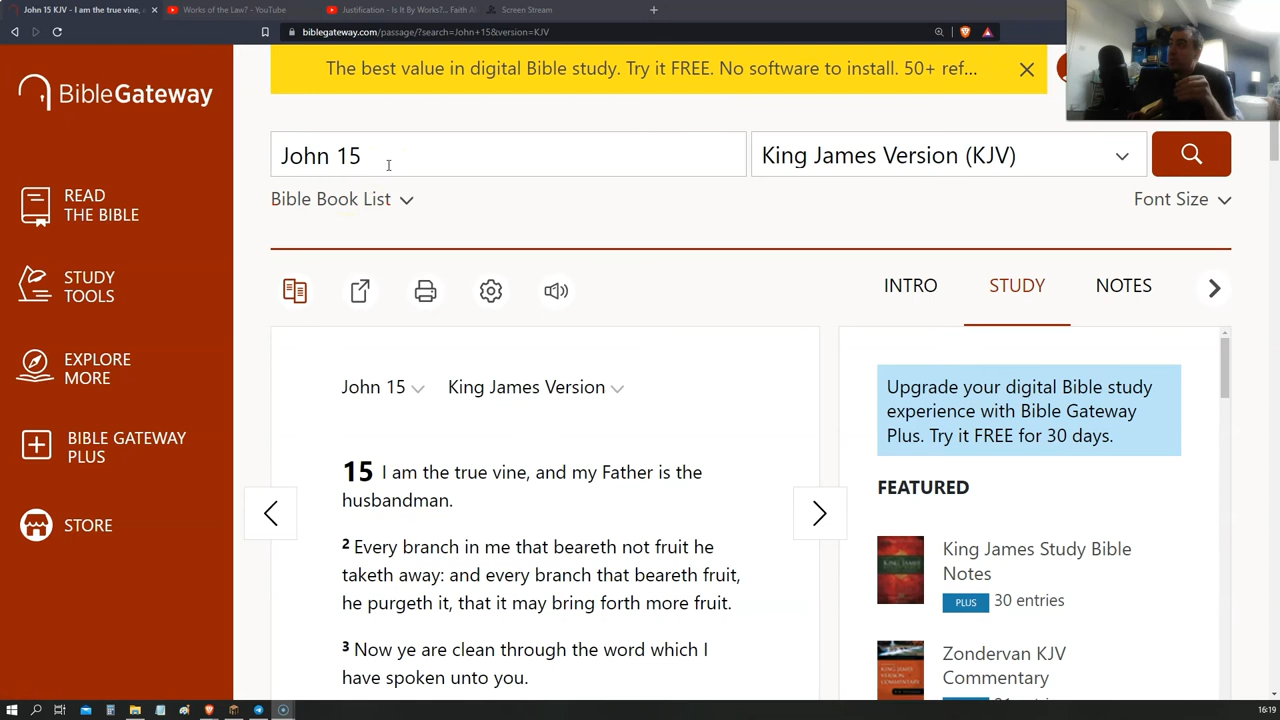 John 15 KJV - I am the true vine,
Works of the Law? - YouTube
Justification - Is It By Works?... Faith
Screen Stream
biblegateway.com/passage/?search=John+15&version=KJV
BibleGateway
The best value in digital Bible study. Try it FREE. No software to install. 50+ ref...
John 15
King James Version (KJV)
Bible Book List
Font Size
READ
THE BIBLE
STUDY
TOOLS
EXPLORE
MORE
BIBLE GATEWAY
PLUS
STORE
INTRO
STUDY
NOTES
John 15
King James Version
15 I am the true vine, and my Father is the
husbandman.
2 Every branch in me that beareth not fruit he
taketh away: and every branch that beareth fruit,
he purgeth it, that it may bring forth more fruit.
3 Now ye are clean through the word which I
have spoken unto you.
Upgrade your digital Bible study
experience with Bible Gateway
Plus. Try it FREE for 30 days.
FEATURED
King James Study Bible
Notes
PLUS 30 entries
Zondervan KJV
Commentary
16:19